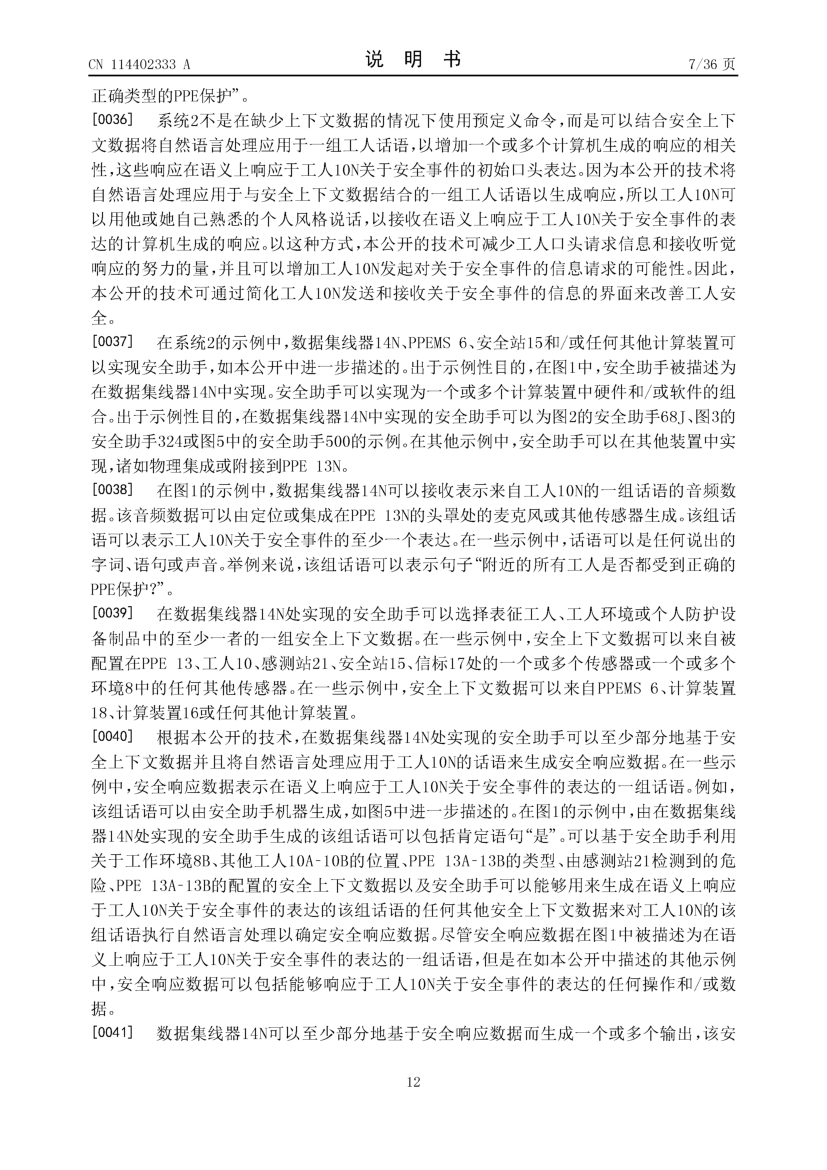 CN 114402333 A
说 明 书
7/36 页
正确类型的PPE保护”。
[0036] 系统2不是在缺少上下文数据的情况下使用预定义命令,而是可以结合安全上下
文数据将自然语言处理应用于一组工人话语,以增加一个或多个计算机生成的响应的相关
性,这些响应在语义上响应于工人10N关于安全事件的初始口头表达。因为本公开的技术将
自然语言处理应用于与安全上下文数据结合的一组工人话语以生成响应,所以工人10N可
以用他或她自己熟悉的个人风格说话,以接收在语义上响应于工人10N关于安全事件的表
达的计算机生成的响应。以这种方式,本公开的技术可减少工人口头请求信息和接收听觉
响应的努力的量,并且可以增加工人10N发起对关于安全事件的信息请求的可能性。因此,
本公开的技术可通过简化工人10N发送和接收关于安全事件的信息的界面来改善工人安
全。
[0037] 在系统2的示例中,数据集线器14N、PPEMS 6、安全站15和/或任何其他计算装置可
以实现安全助手,如本公开中进一步描述的。出于示例性目的,在图1中,安全助手被描述为
在数据集线器14N中实现。安全助手可以实现为一个或多个计算装置中硬件和/或软件的组
合。出于示例性目的,在数据集线器14N中实现的安全助手可以为图2的安全助手68J、图3的
安全助手324或图5中的安全助手500的示例。在其他示例中,安全助手可以在其他装置中实
现,诸如物理集成或附接到PPE 13N。
[0038] 在图1的示例中,数据集线器14N可以接收表示来自工人10N的一组话语的音频数
据。该音频数据可以由定位或集成在PPE 13N的头罩处的麦克风或其他传感器生成。该组话
语可以表示工人10N关于安全事件的至少一个表达。在一些示例中,话语可以是任何说出的
字词、语句或声音。举例来说,该组话语可以表示句子“附近的所有工人是否都受到正确的
PPE保护?”。
[0039] 在数据集线器14N处实现的安全助手可以选择表征工人、工人环境或个人防护设
备制品中的至少一者的一组安全上下文数据。在一些示例中,安全上下文数据可以来自被
配置在PPE 13、工人10、感测站21、安全站15、信标17处的一个或多个传感器或一个或多个
环境8中的任何其他传感器。在一些示例中,安全上下文数据可以来自PPEMS 6、计算装置
18、计算装置16或任何其他计算装置。
[0040] 根据本公开的技术,在数据集线器14N处实现的安全助手可以至少部分地基于安
全上下文数据并且将自然语言处理应用于工人10N的话语来生成安全响应数据。在一些示
例中,安全响应数据表示在语义上响应于工人10N关于安全事件的表达的一组话语。例如,
该组话语可以由安全助手机器生成,如图5中进一步描述的。在图1的示例中,由在数据集线
器14N处实现的安全助手生成的该组话语可以包括肯定语句“是”。可以基于安全助手利用
关于工作环境8B、其他工人10A-10B的位置、PPE 13A-13B的类型、由感测站21检测到的危
险、PPE 13A-13B的配置的安全上下文数据以及安全助手可以能够用来生成在语义上响应
于工人10N关于安全事件的表达的该组话语的任何其他安全上下文数据来对工人10N的该
组话语执行自然语言处理以确定安全响应数据。尽管安全响应数据在图1中被描述为在语
义上响应于工人10N关于安全事件的表达的一组话语,但是在如本公开中描述的其他示例
中,安全响应数据可以包括能够响应于工人10N关于安全事件的表达的任何操作和/或数
据。
[0041] 数据集线器14N可以至少部分地基于安全响应数据而生成一个或多个输出,该安
12